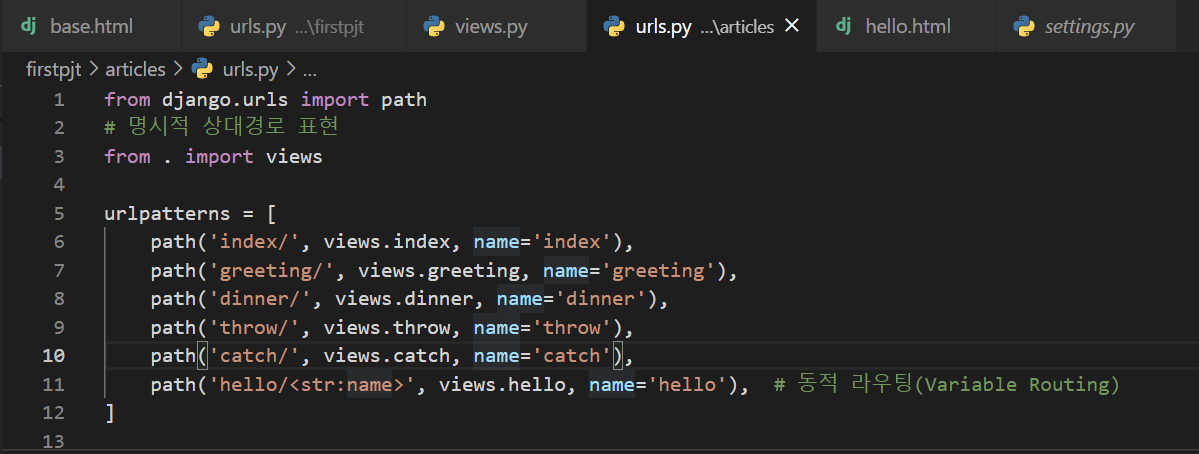 base.html urls.py ...\firstpjt views.py urls.py ...\articles hello.html settings.py
firstpjt > articles > urls.py > ...
1 from django.urls import path
2 # 명시적 상대경로 표현
3 from . import views
4
5 urlpatterns = [
6     path('index/', views.index, name='index'),
7     path('greeting/', views.greeting, name='greeting'),
8     path('dinner/', views.dinner, name='dinner'),
9     path('throw/', views.throw, name='throw'),
10     path('catch/', views.catch, name='catch'),
11     path('hello/<str:name>', views.hello, name='hello'),  # 동적 라우팅(Variable Routing)
12 ]
13